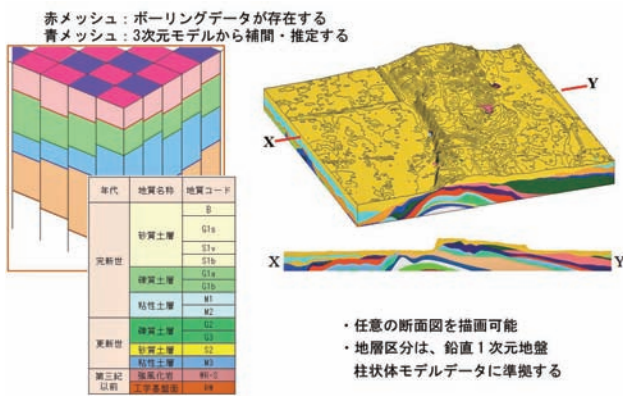 赤メッシュ：ボーリングデータが存在する
青メッシュ：3次元モデルから補間・推定する
X
Y
年代 地質名称 地質コード
完新世 砂質土層 B
G1s
S1v
S1b
礫質土層 G1a
G1b
粘性土層 M1
M2
更新世 礫質土層 G2
G3
砂質土層 S2
粘性土層 M3
第三紀以前 強風化岩 WR-S
工学基盤面 RW
X
Y
・任意の断面図を描画可能
・地層区分は、鉛直1次元地盤
柱状体モデルデータに準拠する